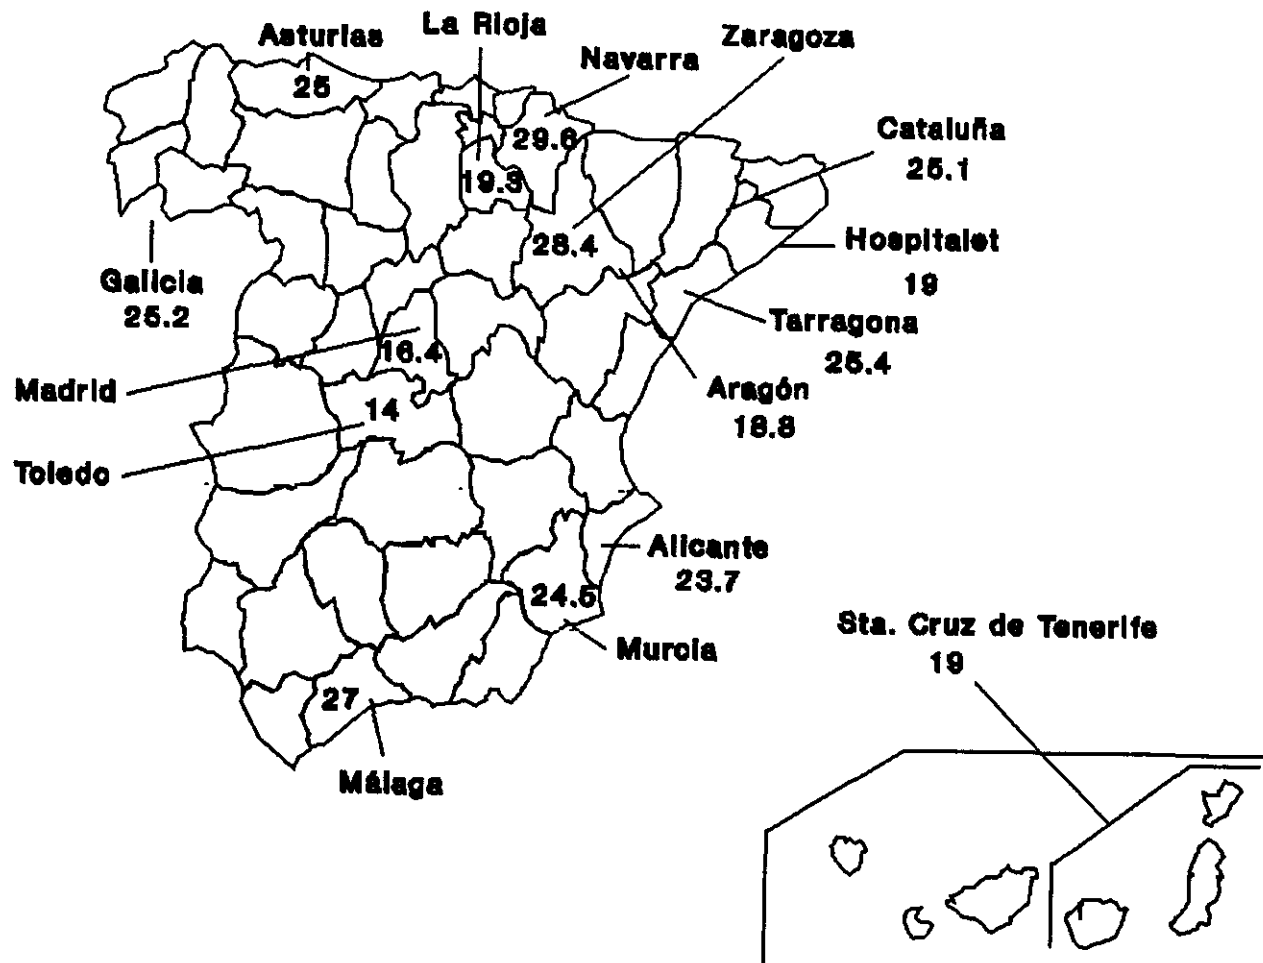 Asturias
25
La Rioja
19.3
Navarra
29.6
Zaragoza
28.4
Cataluña
25.1
Hospitalet
19
Tarragona
25.4
Aragón
18.8
Galicia
25.2
Madrid
16.4
Toledo
14
Alicante
23.7
24.5
Murcia
27
Málaga
Sta. Cruz de Tenerife
19